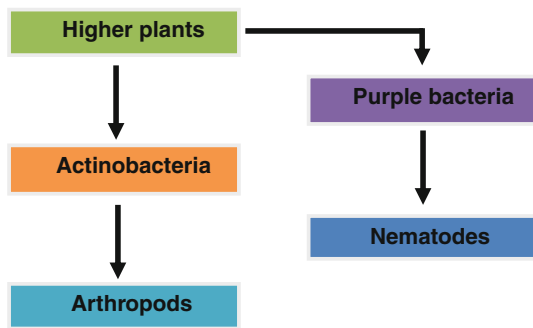 Higher plants
Purple bacteria
Actinobacteria
Nematodes
Arthropods